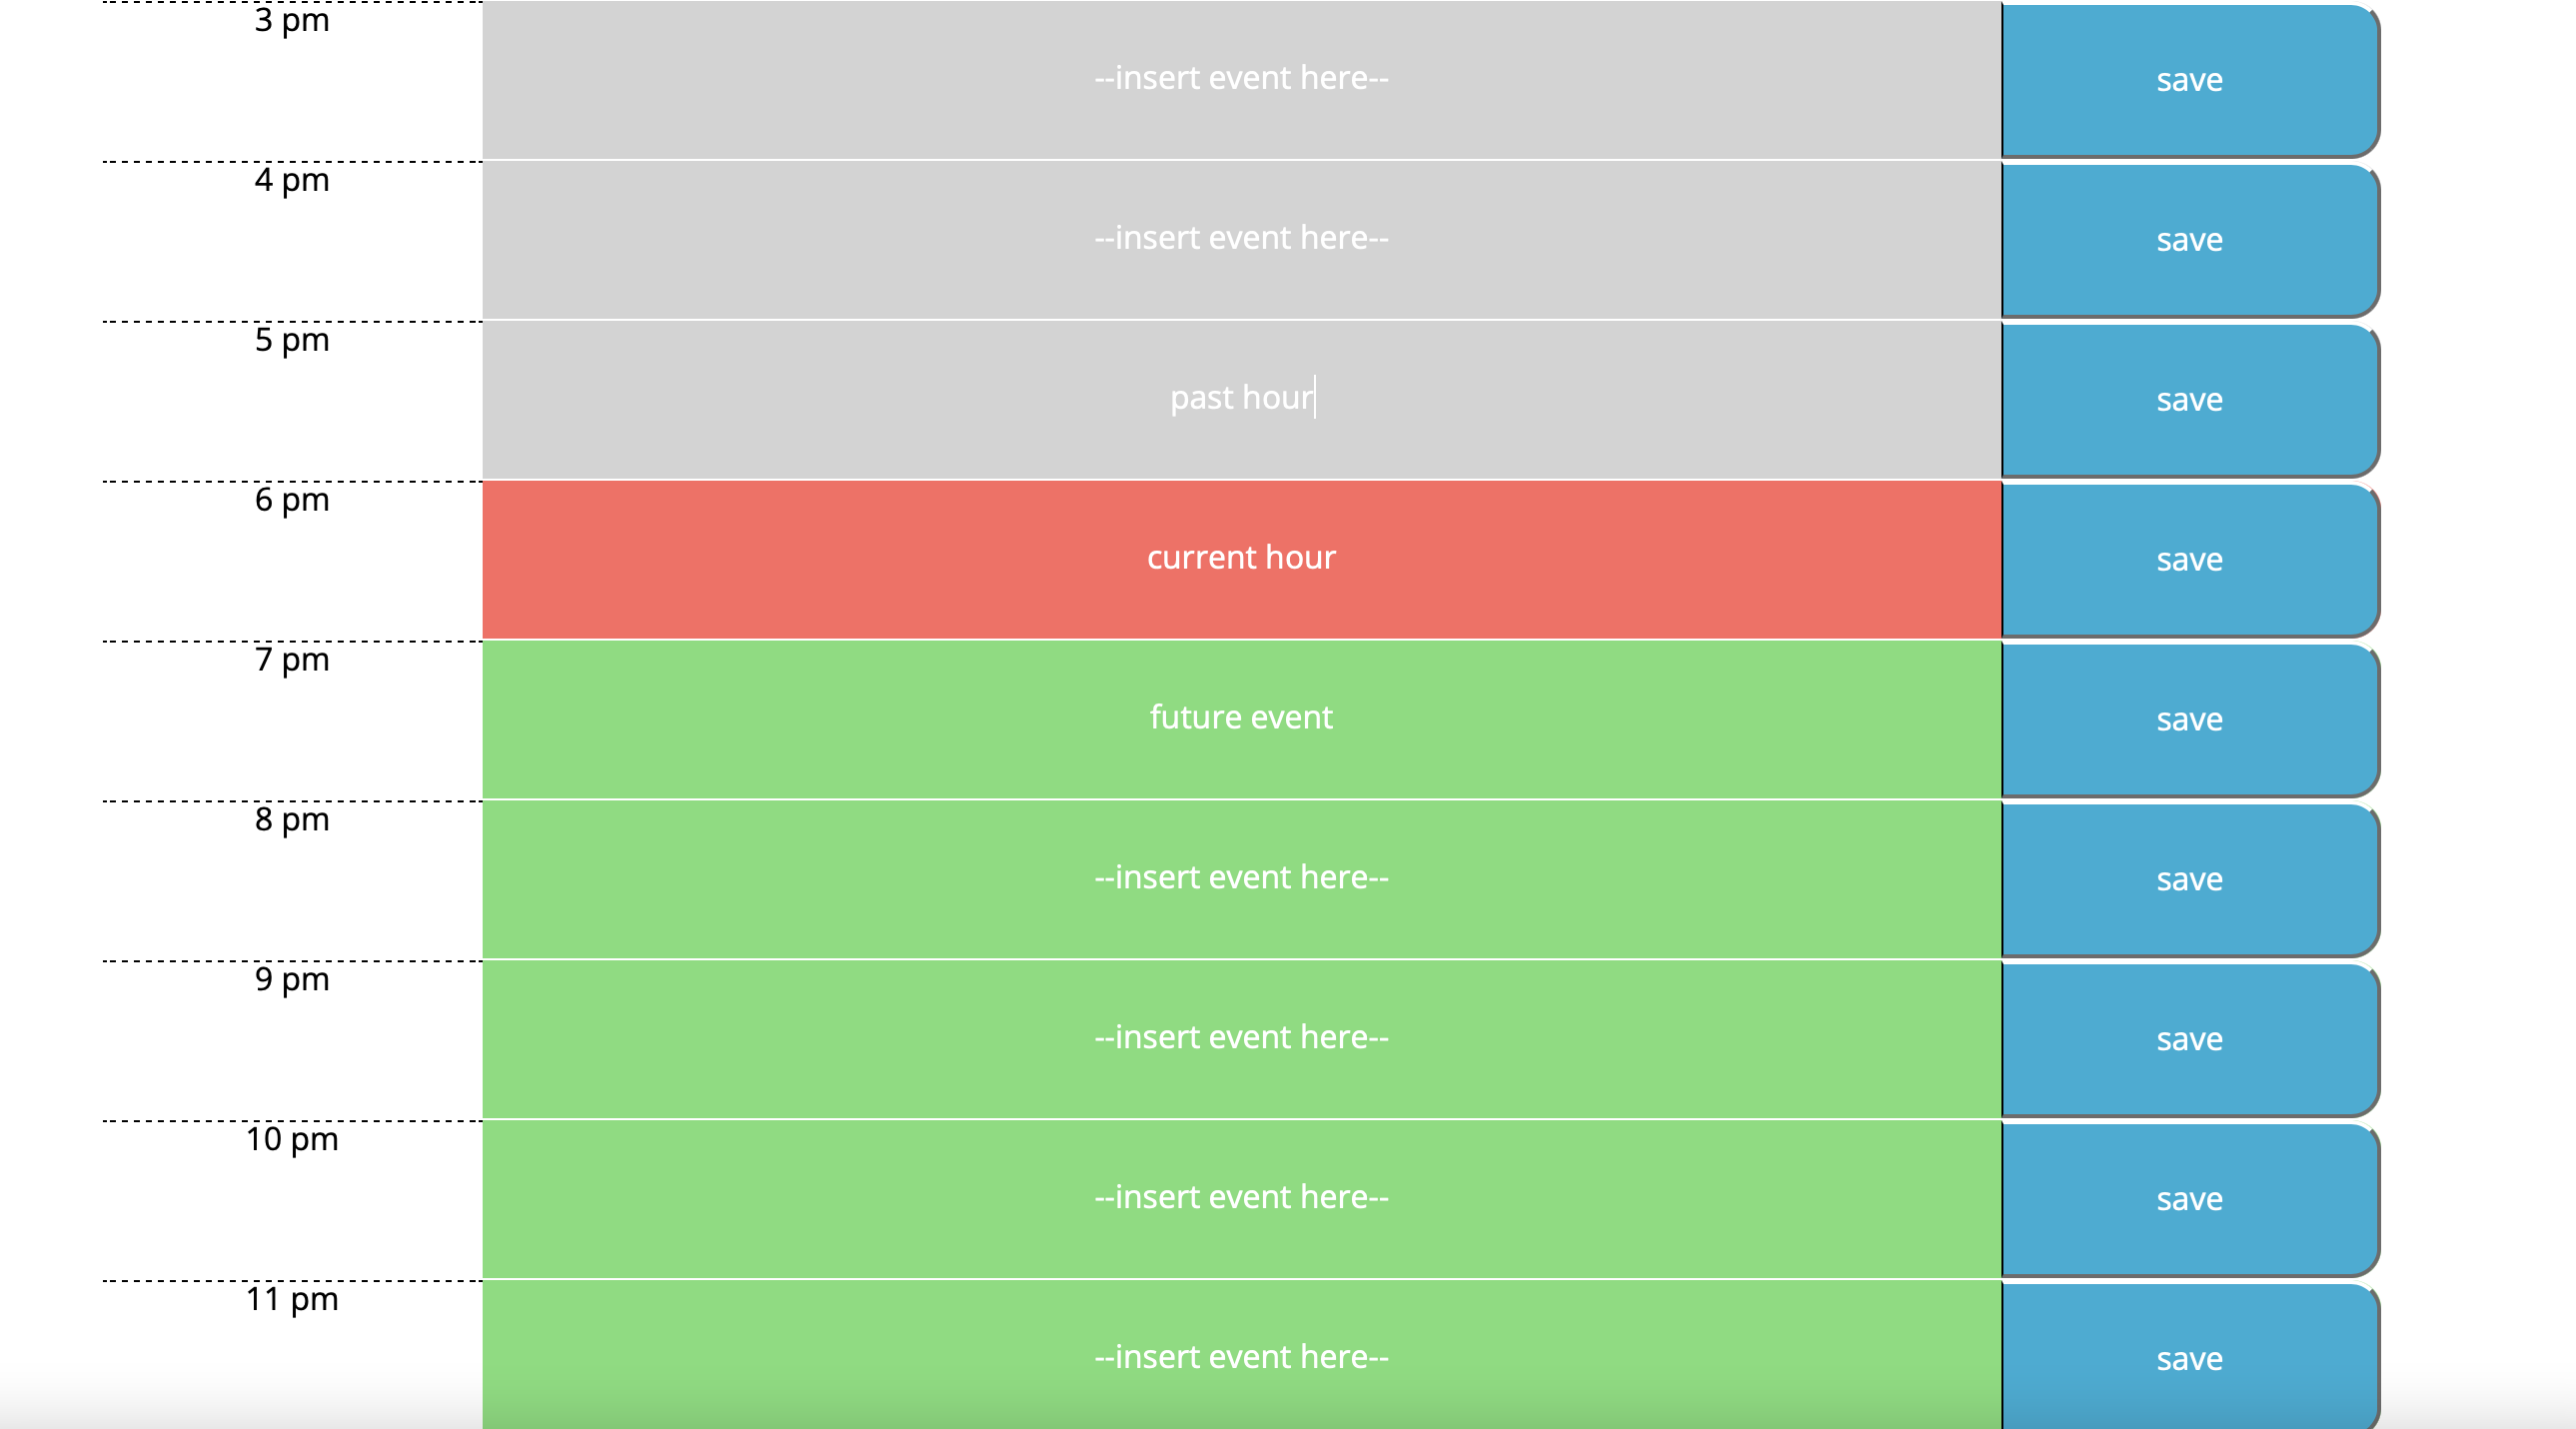 3 pm
--insert event here--
save
4 pm
--insert event here--
save
5 pm
past hour
save
6 pm
current hour
save
7 pm
future event
save
8 pm
--insert event here--
save
9 pm
--insert event here--
save
10 pm
--insert event here--
save
11 pm
--insert event here--
save